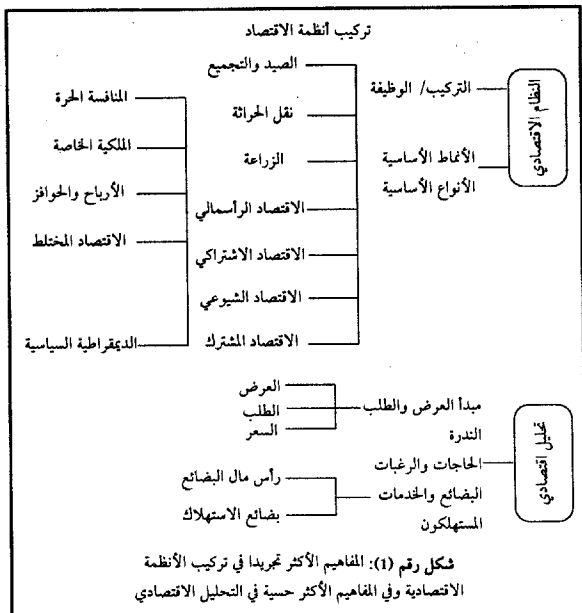 تركيب أنظمة الاقتصاد
النظام الاقتصادي
التركيب/ الوظيفة
الأنماط الأساسية
الأنواع الأساسية
الصيد والتجميع
نقل الحراثة
الزراعة
الاقتصاد الرأسمالي
الاقتصاد الاشتراكي
الاقتصاد الشيوعي
الاقتصاد المشترك
المنافسة الحرة
الملكية الخاصة
الأرباح والحوافز
الاقتصاد المختلط
الديمقراطية السياسية
تحليل اقتصادي
مبدأ العرض والطلب
الندرة
الحاجات والرغبات
البضائع والخدمات
المستهلكون
العرض
الطلب
السعر
رأس مال البضائع
بضائع الاستهلاك
شكل رقم (1): المفاهيم الأكثر تجريدا في تركيب الأنظمة
الاقتصادية وفي المفاهيم الأكثر حسية في التحليل الاقتصادي